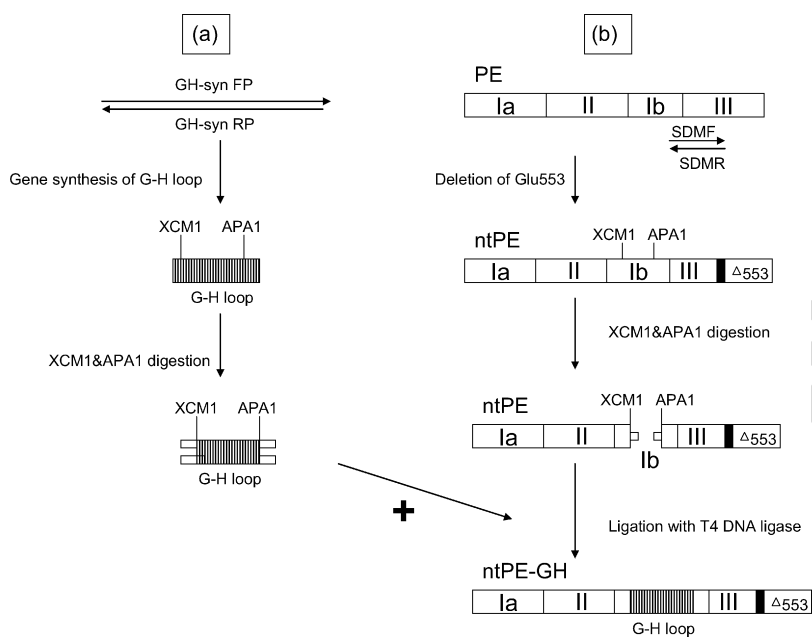 (a)
GH-syn FP
GH-syn RP
Gene synthesis of G-H loop
XCM1 APA1
G-H loop
XCM1&APA1 digestion
XCM1 APA1
G-H loop
+
(b)
PE
Ia II Ib III
SDMF
SDMR
Deletion of Glu553
ntPE
XCM1 APA1
Ia II Ib III △553
XCM1&APA1 digestion
ntPE
XCM1 APA1
Ia II III △553
Ib
Ligation with T4 DNA ligase
ntPE-GH
Ia II III △553
G-H loop